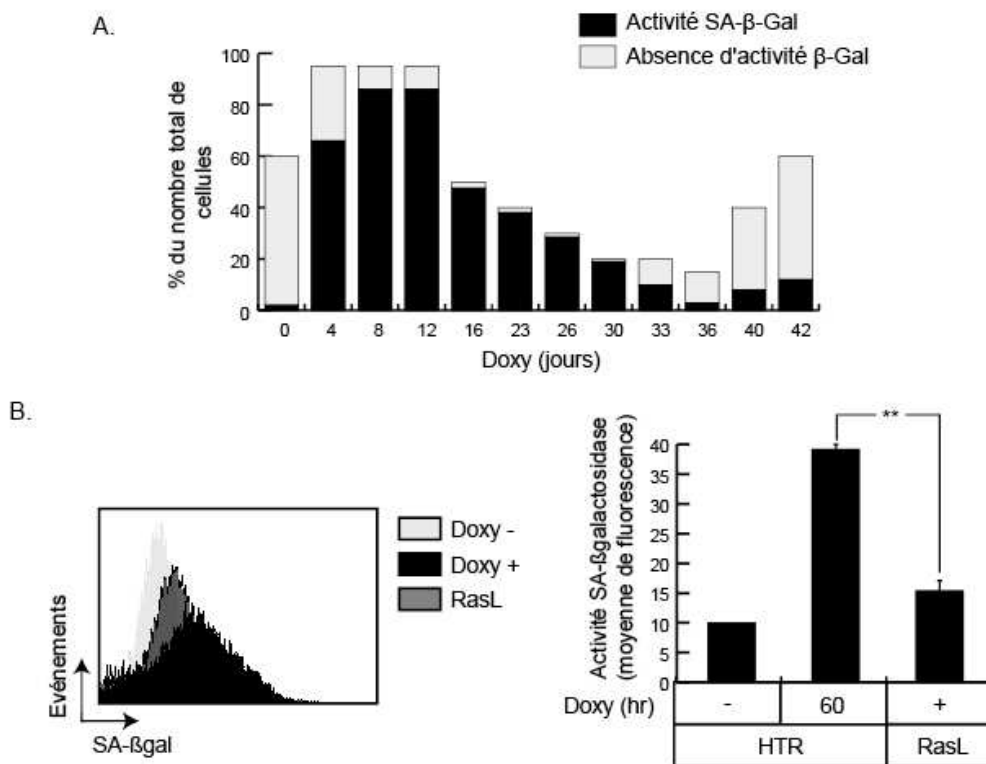 A.
Activité SA-β-Gal
Absence d'activité β-Gal
% du nombre total de
cellules
100
80
60
40
20
0
0 4 8 12 16 23 26 30 33 36 40 42
Doxy (jours)
B.
Evénements
SA-ßgal
Doxy -
Doxy +
RasL
Activité SA-ßgalactosidase
(moyenne de fluorescence)
**
40
35
30
25
20
15
10
5
0
Doxy (hr) - 60 +
HTR RasL